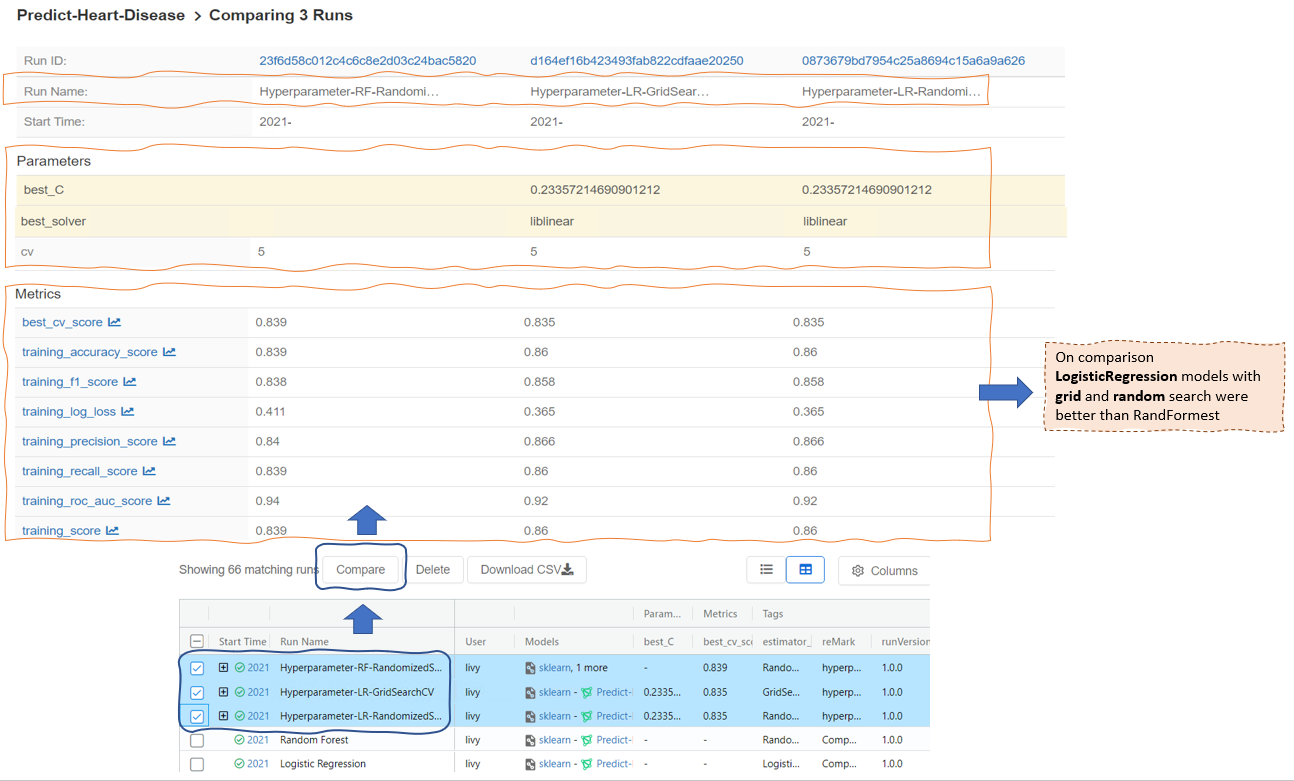 Predict-Heart-Disease > Comparing 3 Runs
Run ID: 23f6d58c012c4c6c8e2d03c24bac5820 d164ef16b423493fab822cdfaae20250 0873679bd7954c25a8694c15a6a9a626
Run Name: Hyperparameter-RF-Randomi... Hyperparameter-LR-GridSear... Hyperparameter-LR-Randomi...
Start Time: 2021- 2021- 2021-
Parameters
best_C 0.23357214690901212 0.23357214690901212
best_solver liblinear liblinear
cv 5 5 5
Metrics
best_cv_score 0.839 0.835 0.835
training_accuracy_score 0.839 0.86 0.86
training_f1_score 0.838 0.858 0.858
training_log_loss 0.411 0.365 0.365
training_precision_score 0.84 0.866 0.866
training_recall_score 0.839 0.86 0.86
training_roc_auc_score 0.94 0.92 0.92
training_score 0.839 0.86 0.86
On comparison
LogisticRegression models with
grid and random search were
better than RandFormest
Showing 66 matching runs Compare Delete Download CSV Columns
Param... Metrics Tags
Start Time Run Name User Models best_C best_cv_sco estimator_ reMark runVersion
2021 Hyperparameter-RF-RandomizedS... livy sklearn, 1 more - 0.839 Rando... hyperp... 1.0.0
2021 Hyperparameter-LR-GridSearchCV livy sklearn - Predict-I 0.2335... 0.835 GridSe... hyperp... 1.0.0
2021 Hyperparameter-LR-RandomizedS... livy sklearn - Predict-I 0.2335... 0.835 Rando... hyperp... 1.0.0
2021 Random Forest livy sklearn - Predict-I - - Rando... Comp... 1.0.0
2021 Logistic Regression livy sklearn - Predict-I - - Logisti... Comp... 1.0.0